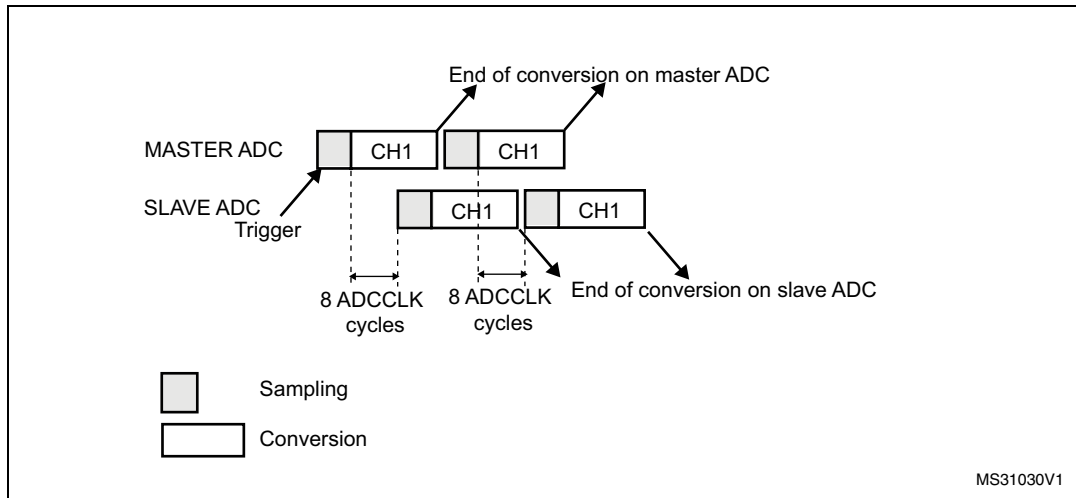 End of conversion on master ADC
MASTER ADC
CH1
CH1
SLAVE ADC
CH1
CH1
Trigger
8 ADCCLK
cycles
8 ADCCLK
cycles
End of conversion on slave ADC
Sampling
Conversion
MS31030V1